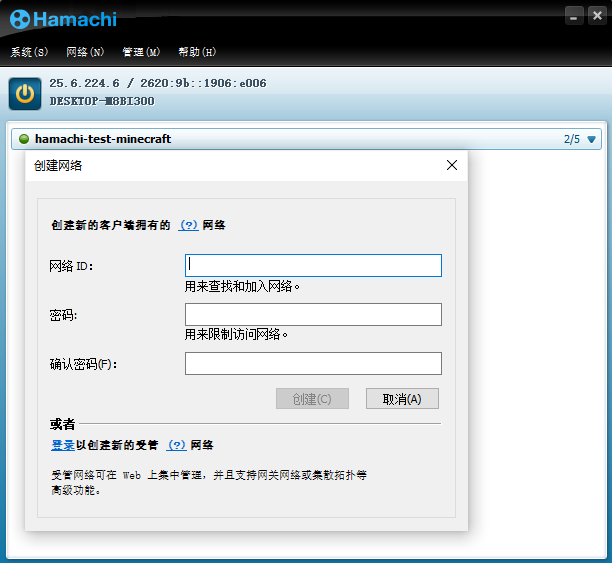 Hamachi
系统(S) 网络(N) 管理(M) 帮助(H)
25.6.224.6 / 2620:9b::1906:e006
DESKTOP-M8BI300
hamachi-test-minecraft 2/5
创建网络
创建新的客户端拥有的 (?) 网络
网络 ID:
用来查找和加入网络。
密码:
用来限制访问网络。
确认密码(F):
创建(C) 取消(A)
或者
登录以创建新的受管 (?) 网络
受管网络可在 Web 上集中管理，并且支持网关网络或集散拓扑等
高级功能。